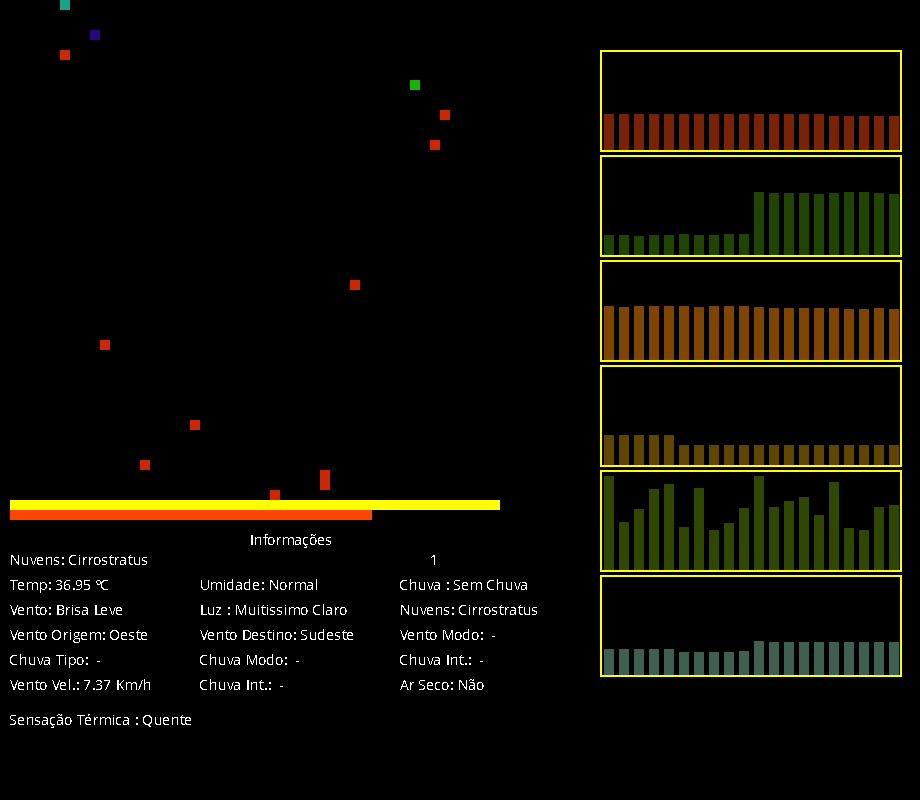 Informações
Nuvens: Cirrostratus 1
Temp: 36.95 ºC Umidade: Normal Chuva : Sem Chuva
Vento: Brisa Leve Luz : Muitissimo Claro Nuvens: Cirrostratus
Vento Origem: Oeste Vento Destino: Sudeste Vento Modo: -
Chuva Tipo: - Chuva Modo: - Chuva Int.: -
Vento Vel.: 7.37 Km/h Chuva Int.: - Ar Seco: Não
Sensação Térmica : Quente